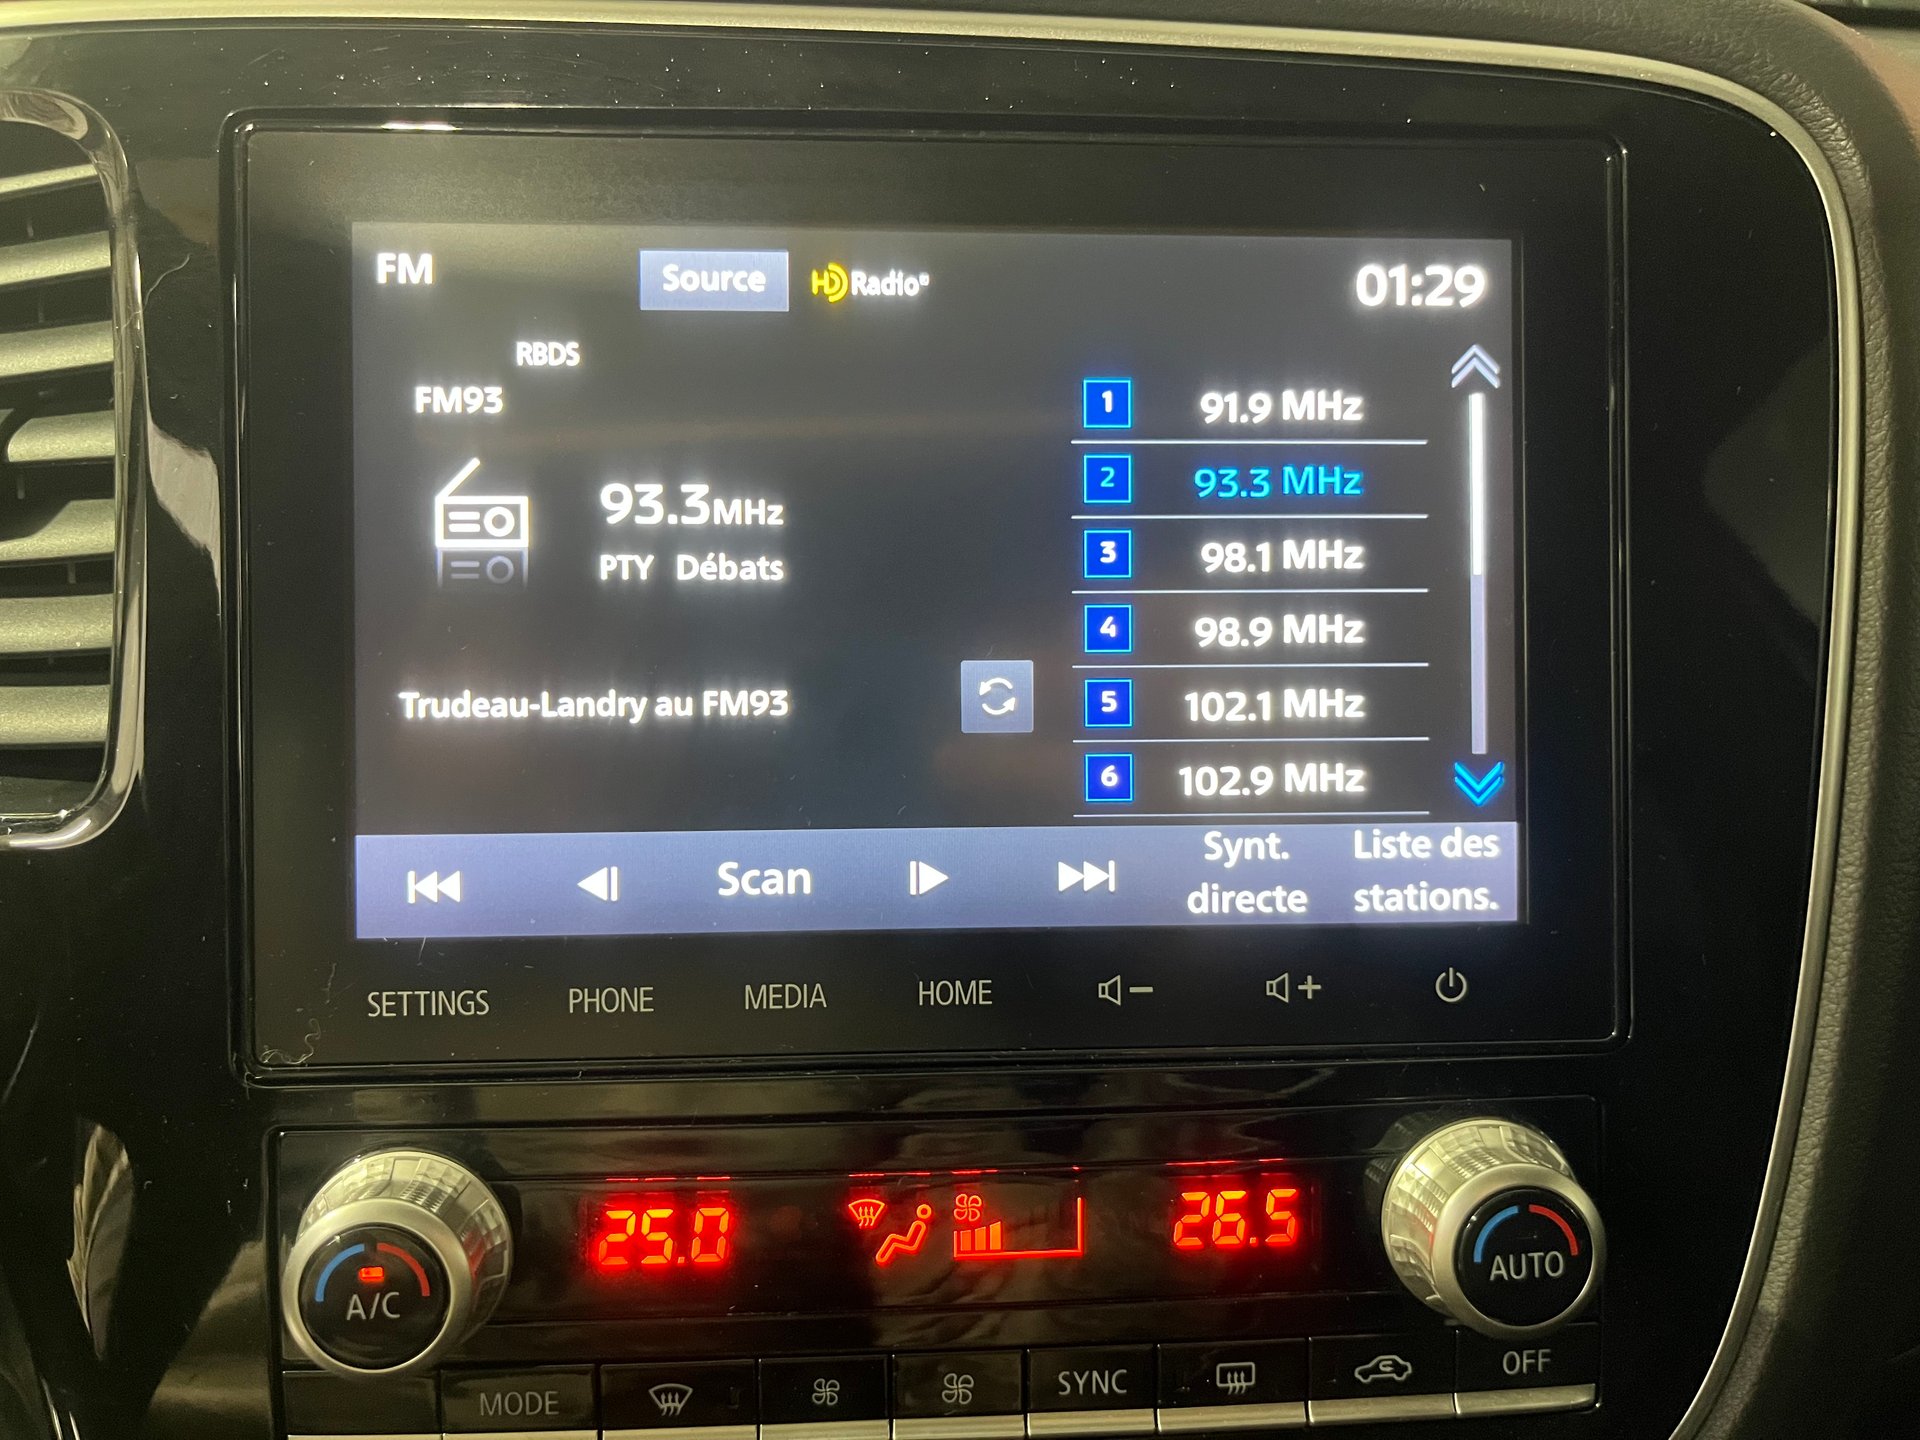 FM
Source
HD Radio®
01:29
RBDS
FM93
93.3MHz
PTY Débats
Trudeau-Landry au FM93
1 91.9 MHz
2 93.3 MHz
3 98.1 MHz
4 98.9 MHz
5 102.1 MHz
6 102.9 MHz
Scan
Synt.
directe
Liste des
stations.
SETTINGS PHONE MEDIA HOME
25.0
26.5
A/C
AUTO
MODE
SYNC
OFF